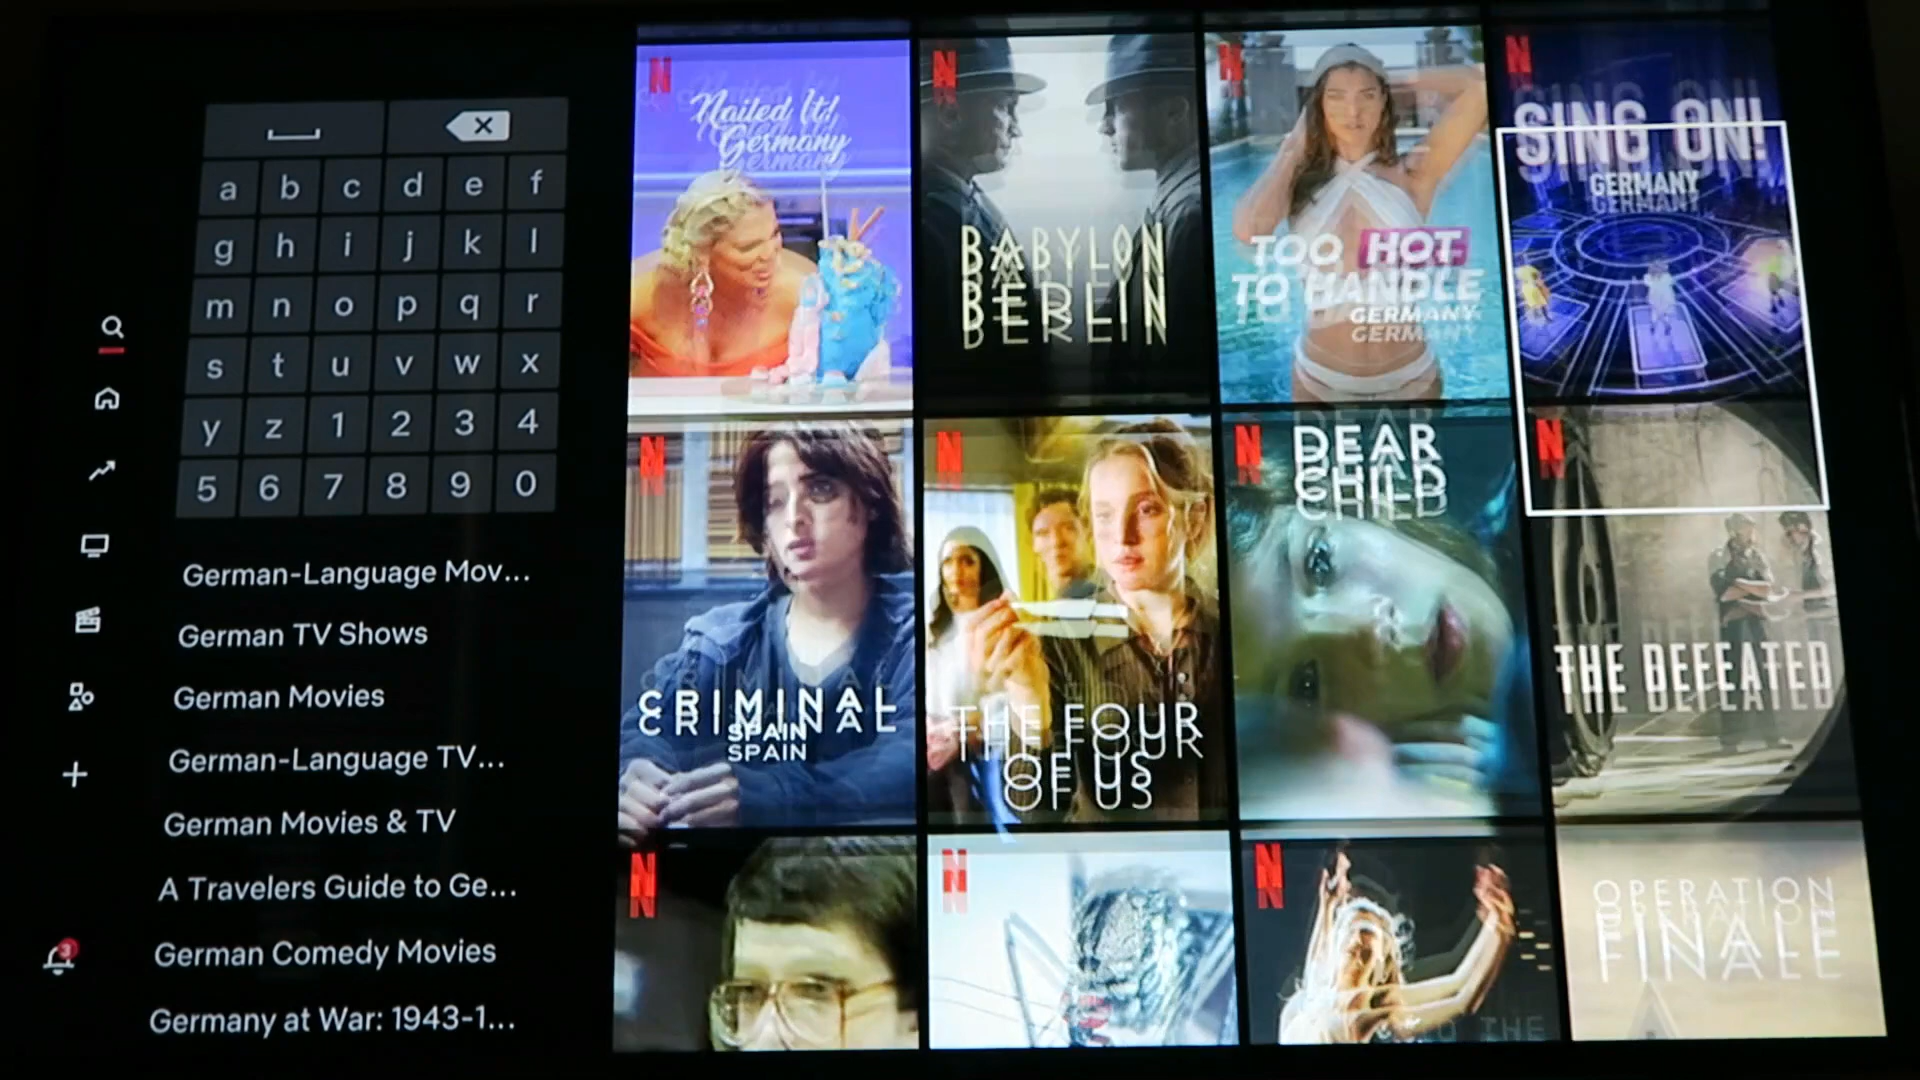 a b c d e f
g h i j k l
m n o p q r
s t u v w x
y z 1 2 3 4
5 6 7 8 9 0
German-Language Mov...
German TV Shows
German Movies
German-Language TV...
German Movies & TV
A Travelers Guide to Ge...
German Comedy Movies
Germany at War: 1943-1...
3
N
Nailed It!
Germany
N
BABYLON
BERLIN
N
TOO HOT
TO HANDLE
GERMANY
N
SING ON!
GERMANY
N
CRIMINAL
SPAIN
N
THE FOUR
OF US
N
DEAR
CHILD
N
THE DEFEATED
N
N
N
OPERATION
FINALE